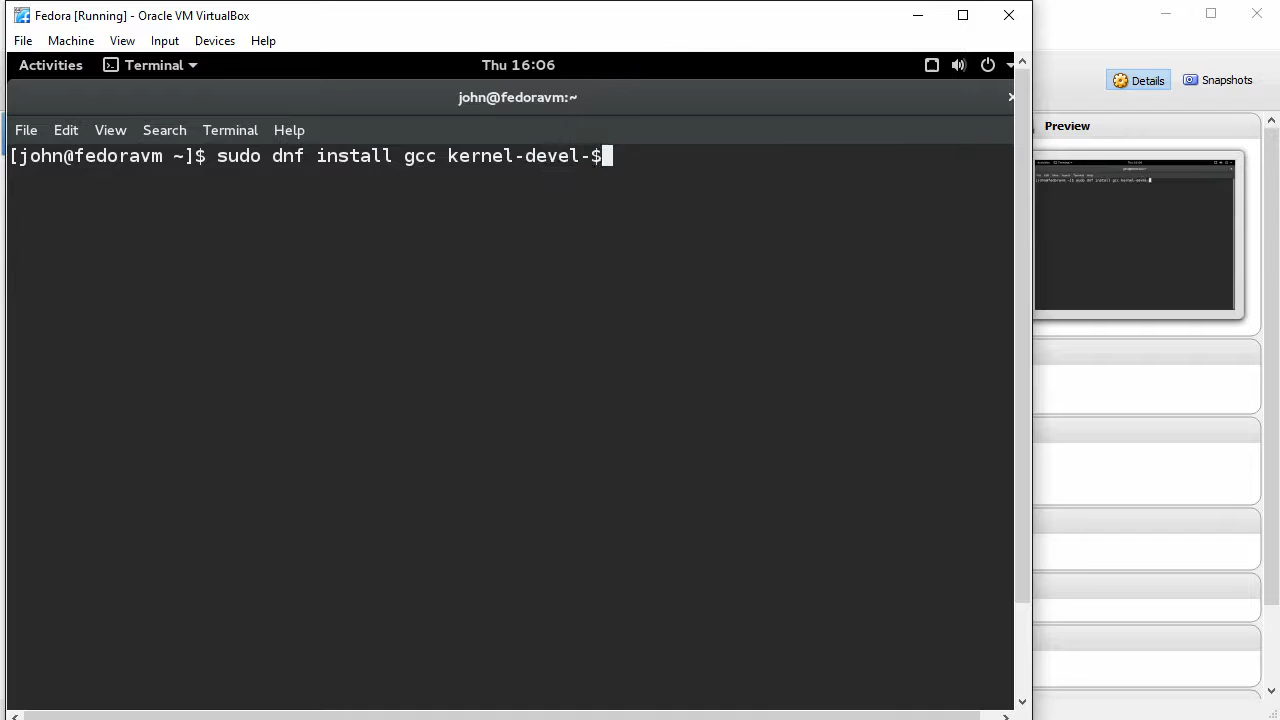 Fedora [Running] - Oracle VM VirtualBox
File Machine View Input Devices Help
Activities Terminal Thu 16:06
Details Snapshots
john@fedoravm:~
Preview
File Edit View Search Terminal Help
[john@fedoravm ~]$ sudo dnf install gcc kernel-devel-$